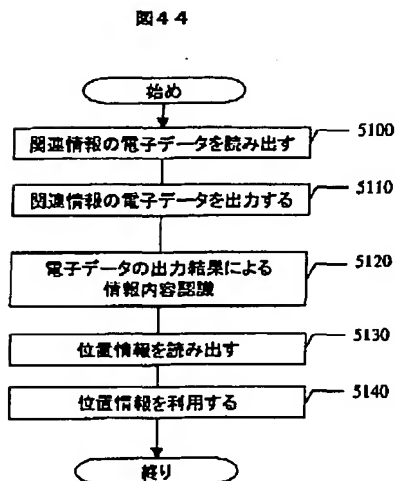 図44
始め
関連情報の電子データを読み出す
5100
関連情報の電子データを出力する
5110
電子データの出力結果による
情報内容認識
5120
位置情報を読み出す
5130
位置情報を利用する
5140
終り